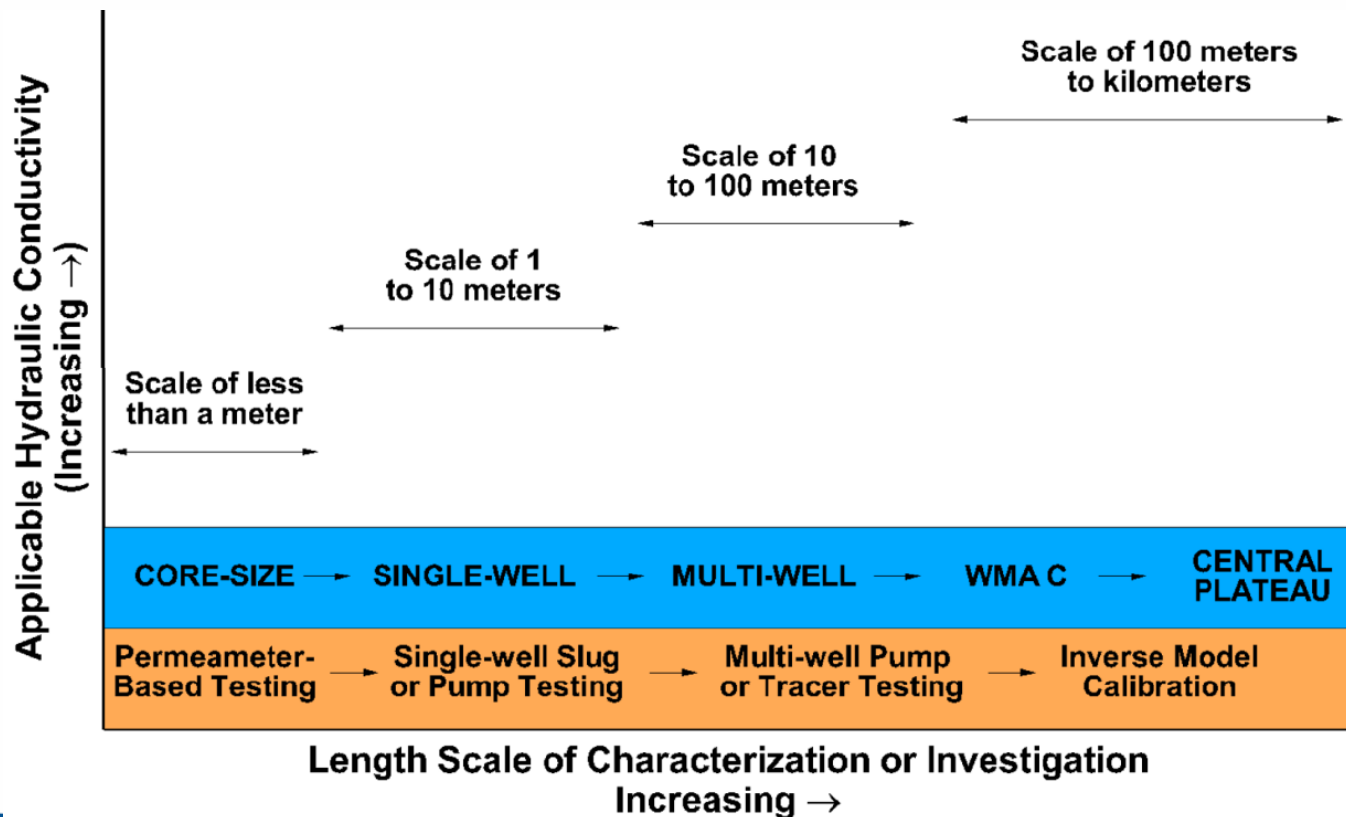 Applicable Hydraulic Conductivity
(Increasing →)
Scale of less
than a meter
Scale of 1
to 10 meters
Scale of 10
to 100 meters
Scale of 100 meters
to kilometers
CORE-SIZE → SINGLE-WELL → MULTI-WELL → WMA C → CENTRAL
PLATEAU
Permeameter-
Based Testing
Single-well Slug
or Pump Testing
Multi-well Pump
or Tracer Testing
Inverse Model
Calibration
Length Scale of Characterization or Investigation
Increasing →